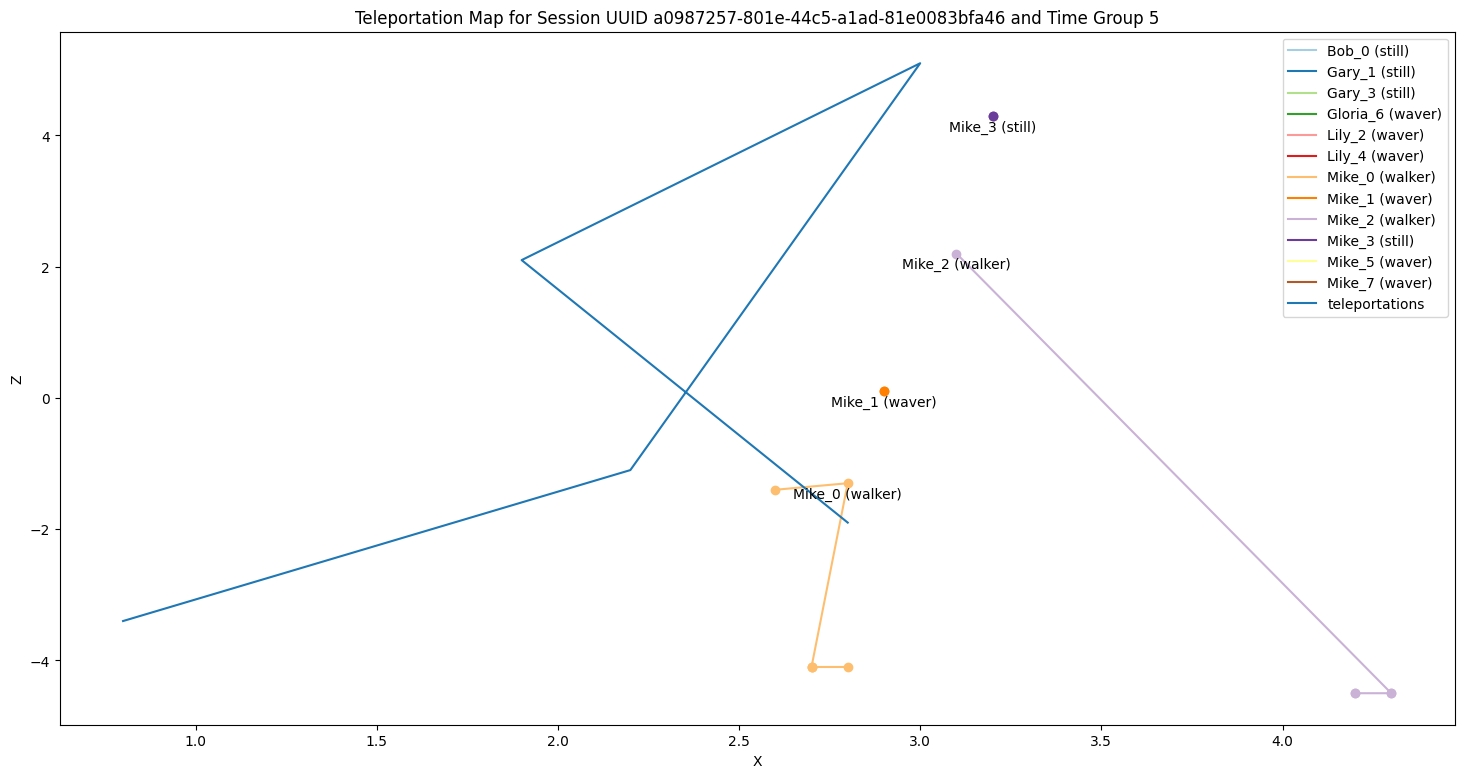 Teleportation Map for Session UUID a0987257-801e-44c5-a1ad-81e0083bfa46 and Time Group 5
Bob_0 (still)
Gary_1 (still)
Gary_3 (still)
Gloria_6 (waver)
Lily_2 (waver)
Lily_4 (waver)
Mike_0 (walker)
Mike_1 (waver)
Mike_2 (walker)
Mike_3 (still)
Mike_5 (waver)
Mike_7 (waver)
teleportations
Mike_3 (still)
Mike_2 (walker)
Mike_1 (waver)
Mike_0 (walker)
4
2
0
−2
−4
Z
1.0
1.5
2.0
2.5
3.0
3.5
4.0
X